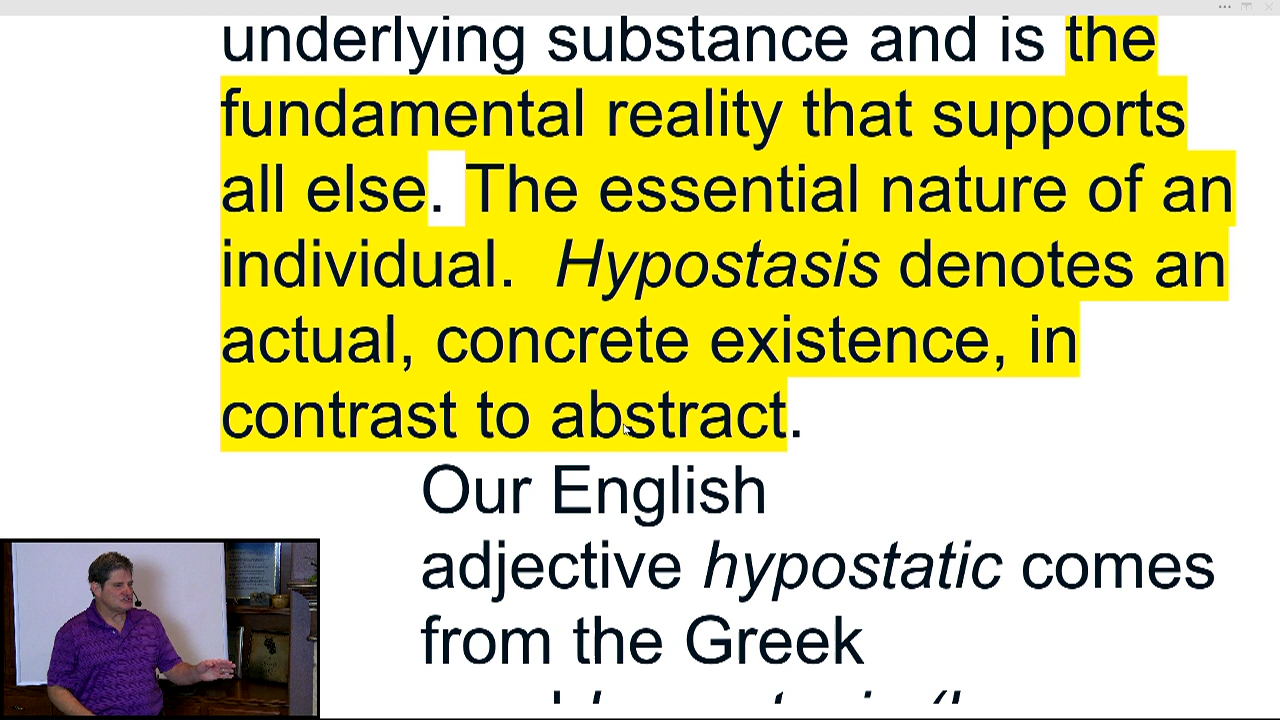 underlying substance and is the
fundamental reality that supports
all else. The essential nature of an
individual. Hypostasis denotes an
actual, concrete existence, in
contrast to abstract.
Our English
adjective hypostatic comes
from the Greek